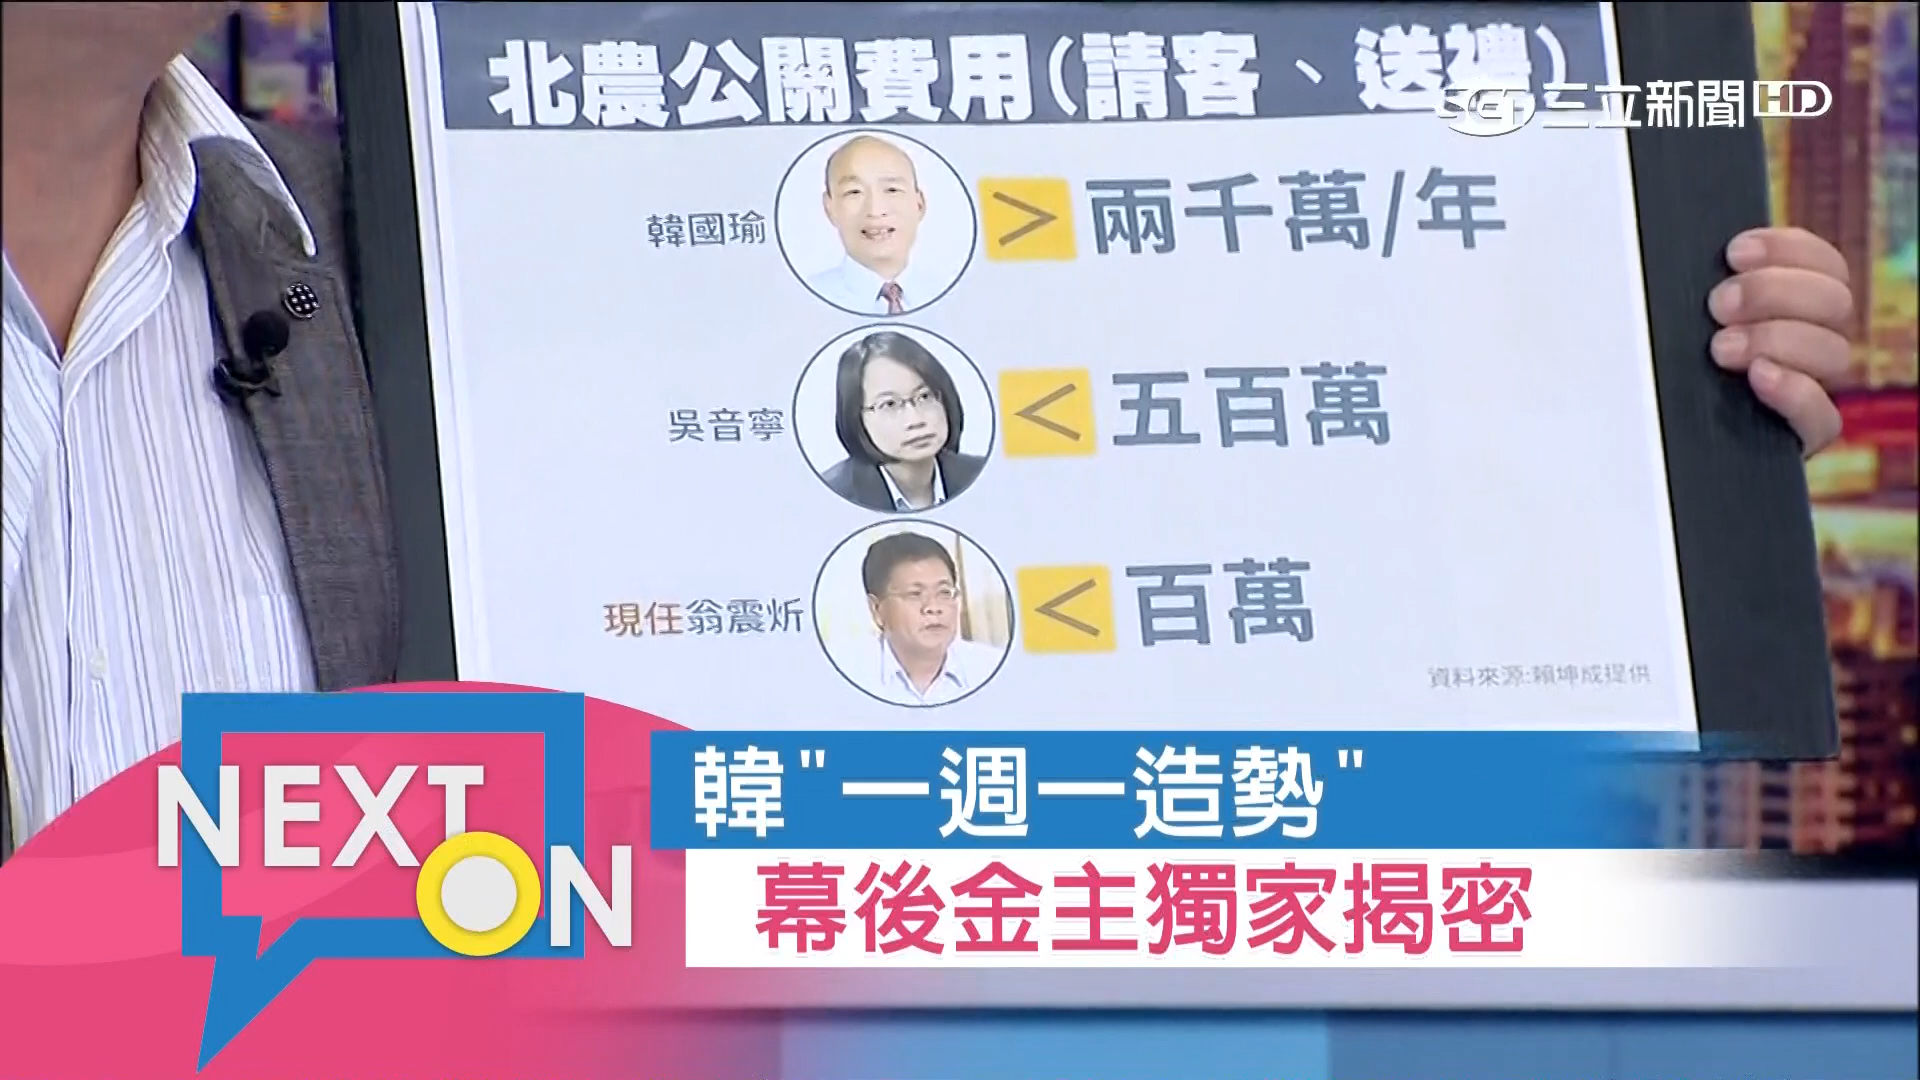 北農公關費用(請客、送禮)
SET三立新聞HD
韓國瑜 > 兩千萬/年
吳音寧 < 五百萬
現任翁震炘 < 百萬
資料來源:賴坤成提供
NEXT ON
韓"一週一造勢"
幕後金主獨家揭密